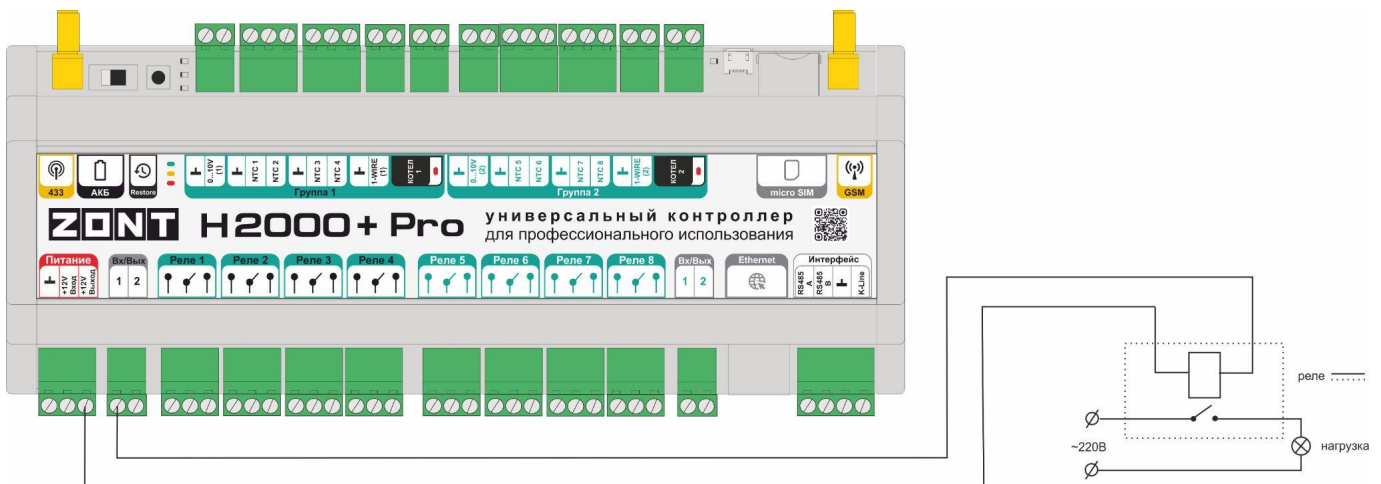 433
АКБ
Restore
⊥
0...10V
(1)
⊥
NTC 1
NTC 2
⊥
NTC 3
NTC 4
⊥
1-WIRE
(1)
КОТЕЛ
1
Группа 1
⊥
0...10V
(2)
⊥
NTC 5
NTC 6
⊥
NTC 7
NTC 8
⊥
1-WIRE
(2)
КОТЕЛ
2
Группа 2
micro SIM
GSM
ZONT H2000+ Pro
универсальный контроллер
для профессионального использования
Питание
⊥
+12V
Вход
+12V
Выход
Вх/Вых
1 2
Реле 1
Реле 2
Реле 3
Реле 4
Реле 5
Реле 6
Реле 7
Реле 8
Вх/Вых
1 2
Ethernet
Интерфейс
RS485
A
RS485
B
⊥
K-Line
реле
~220В
нагрузка